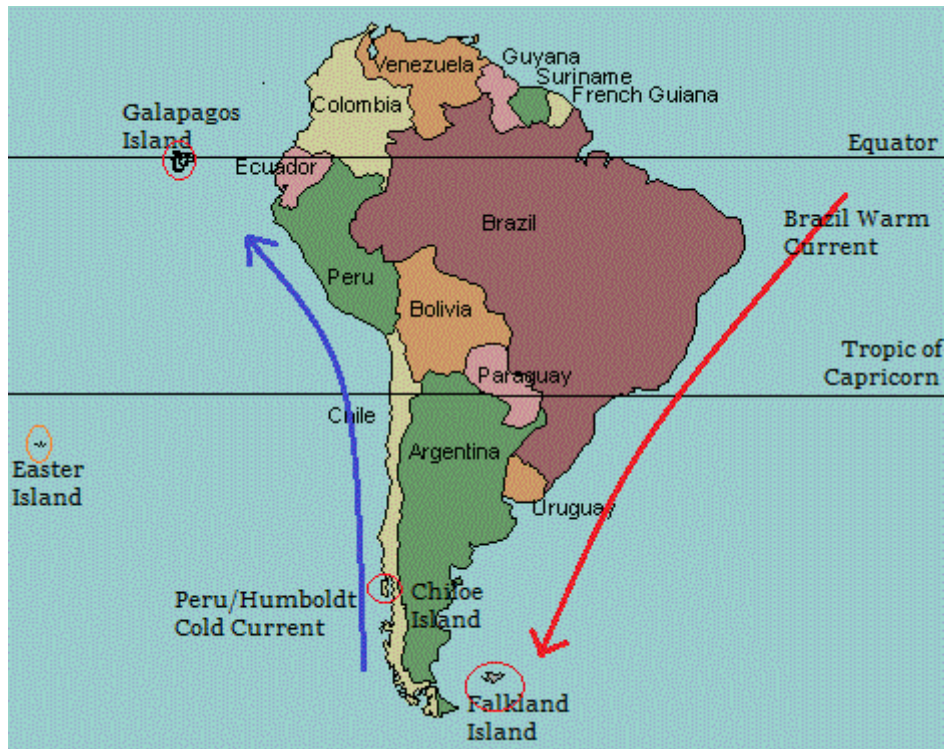 Venezuela
Guyana
Suriname
French Guiana
Colombia
Galapagos
Island
Equator
Ecuador
Brazil
Brazil Warm
Current
Peru
Bolivia
Tropic of
Capricorn
Paraguay
Chile
Argentina
Easter
Island
Uruguay
Peru/Humboldt
Cold Current
Chiloe
Island
Falkland
Island